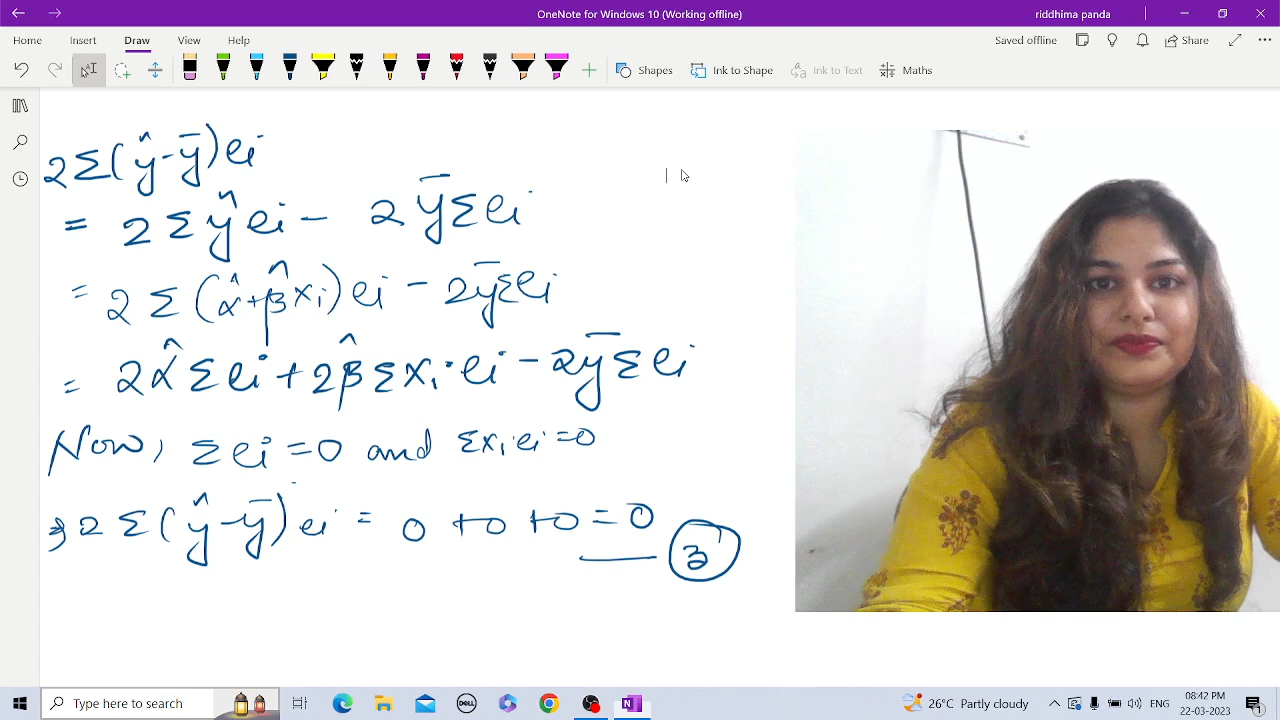 OneNote for Windows 10 (Working offline)
riddhima panda
Home Insert Draw View Help
Saved offline
Share
Shapes
Ink to Shape
Ink to Text
Maths
2Σ(ŷ-ȳ)ei
= 2Σŷei - 2ȳΣei
= 2Σ(α̂+β̂xi)ei - 2ȳΣei
= 2α̂Σei + 2β̂Σxi·ei - 2ȳΣei
Now, Σei = 0 and Σxi·ei = 0
2Σ(ŷ-ȳ)ei = 0 + 0 + 0 = 0 — 3
Type here to search
DELL
26°C Partly cloudy
ENG
08:42 PM
22-03-2023
1